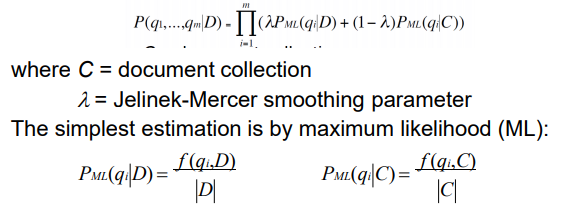 P(q1,...,qm|D) = ∏(λPML(qi|D) + (1 − λ)PML(qi|C))
m
i=1
where C = document collection
λ = Jelinek-Mercer smoothing parameter
The simplest estimation is by maximum likelihood (ML):
PML(qi|D) = f(qi,D) / |D| PML(qi|C) = f(qi,C) / |C|